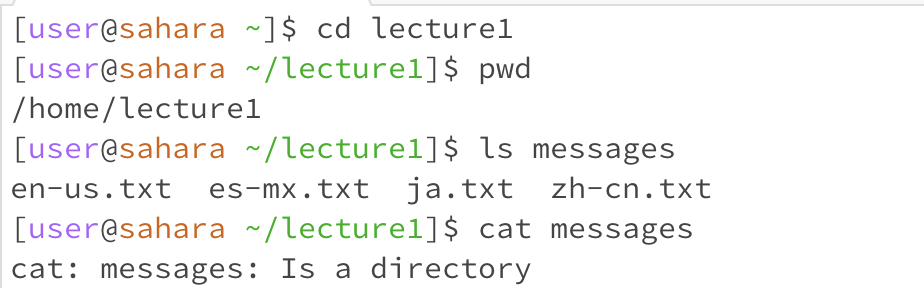 [user@sahara ~]$ cd lecture1
[user@sahara ~/lecture1]$ pwd
/home/lecture1
[user@sahara ~/lecture1]$ ls messages
en-us.txt  es-mx.txt  ja.txt  zh-cn.txt
[user@sahara ~/lecture1]$ cat messages
cat: messages: Is a directory